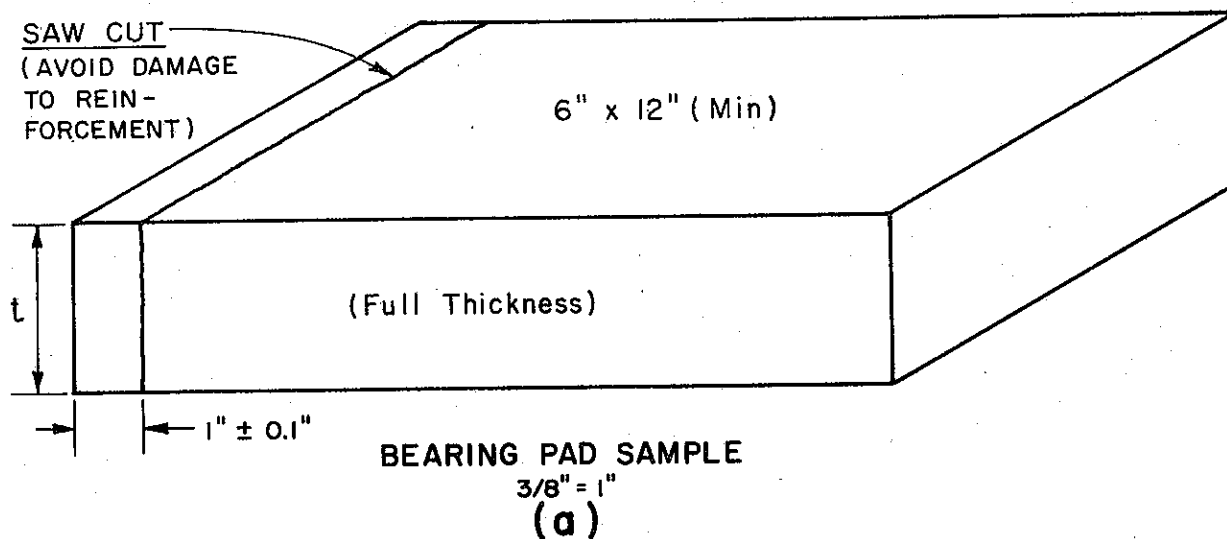 SAW CUT
(AVOID DAMAGE
TO REIN-
FORCEMENT)
6" x 12" (Min)
t
(Full Thickness)
1" ± 0.1"
BEARING PAD SAMPLE
3/8" = 1"
(a)